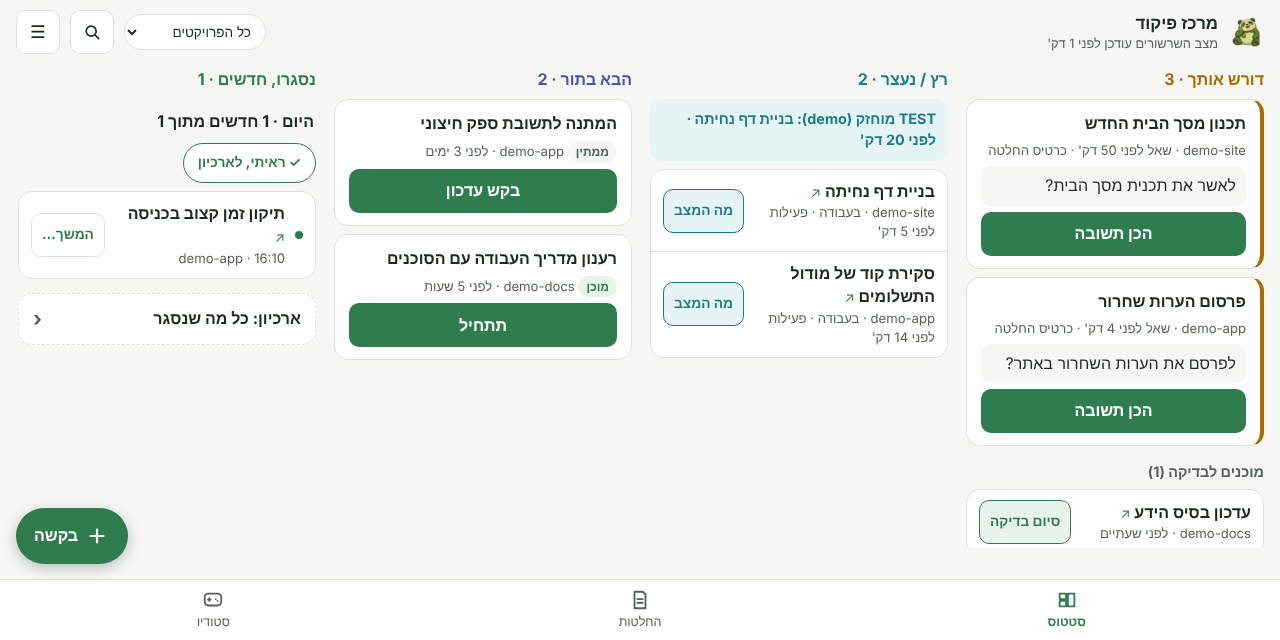 מרכז פיקוד
מצב השרשורים עודכן לפני 1 דק'
כל הפרויקטים
דורש אותך · 3
תכנון מסך הבית החדש
demo-site · שאל לפני 50 דק' · כרטיס החלטה
לאשר את תכנית מסך הבית?
הכן תשובה
פרסום הערות שחרור
demo-app · שאל לפני 4 דק' · כרטיס החלטה
לפרסם את הערות השחרור באתר?
הכן תשובה
מוכנים לבדיקה (1)
עדכון בסיס הידע ↗
demo-docs · לפני שעתיים
סיום בדיקה
רץ / נעצר · 2
TEST מוחזק (demo): בניית דף נחיתה ·
לפני 20 דק'
בניית דף נחיתה ↗
demo-site · בעבודה · פעילות
לפני 5 דק'
מה המצב
סקירת קוד של מודול
התשלומים ↗
demo-app · בעבודה · פעילות
לפני 14 דק'
מה המצב
הבא בתור · 2
המתנה לתשובת ספק חיצוני
ממתין demo-app · לפני 3 ימים
בקש עדכון
רענון מדריך העבודה עם הסוכנים
מוכן demo-docs · לפני 5 שעות
תתחיל
נסגרו, חדשים · 1
היום · 1 חדשים מתוך 1
✓ ראיתי, לארכיון
תיקון זמן קצוב בכניסה
↗
demo-app · 16:10
המשך...
ארכיון: כל מה שנסגר
בקשה
סטטוס
החלטות
סטודיו